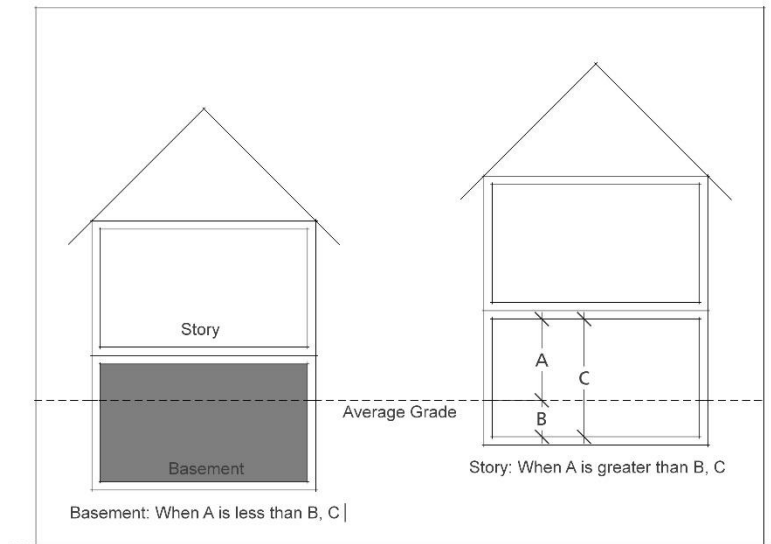 Story
Basement
Basement: When A is less than B, C
Average Grade
A
C
B
Story: When A is greater than B, C